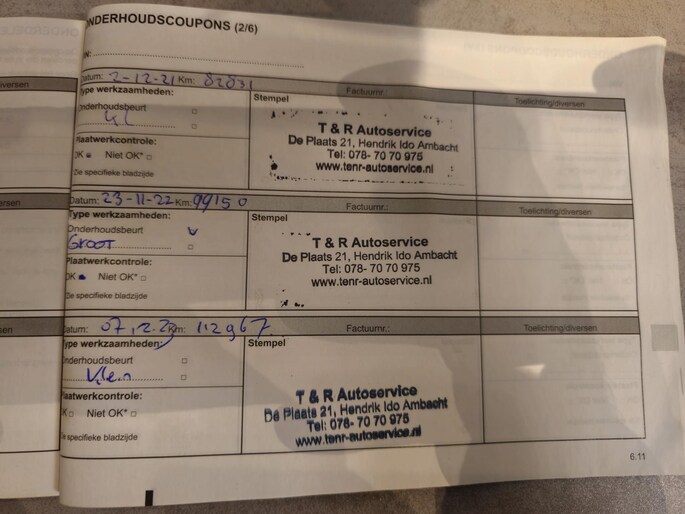 ONDERHOUDSCOUPONS (2/6)
Datum: 2-12-21 Km: 82831
Factuurnr.:
Toelichting/diversen
Type werkzaamheden:
Stempel
Onderhoudsbeurt
KL
Plaatwerkcontrole:
OK Niet OK*
Zie specifieke bladzijde
T & R Autoservice
De Plaats 21, Hendrik Ido Ambacht
Tel: 078- 70 70 975
www.tenr-autoservice.nl
Datum: 23-11-22 Km: 99150
Factuurnr.:
Toelichting/diversen
Type werkzaamheden:
Stempel
Onderhoudsbeurt v
GROOT
Plaatwerkcontrole:
OK Niet OK*
Zie specifieke bladzijde
T & R Autoservice
De Plaats 21, Hendrik Ido Ambacht
Tel: 078- 70 70 975
www.tenr-autoservice.nl
Datum: 07.12.23 Km: 112967
Factuurnr.:
Toelichting/diversen
Type werkzaamheden:
Stempel
Onderhoudsbeurt
Klein
Plaatwerkcontrole:
OK Niet OK*
Zie specifieke bladzijde
T & R Autoservice
De Plaats 21, Hendrik Ido Ambacht
Tel: 078- 70 70 975
www.tenr-autoservice.nl
6.11